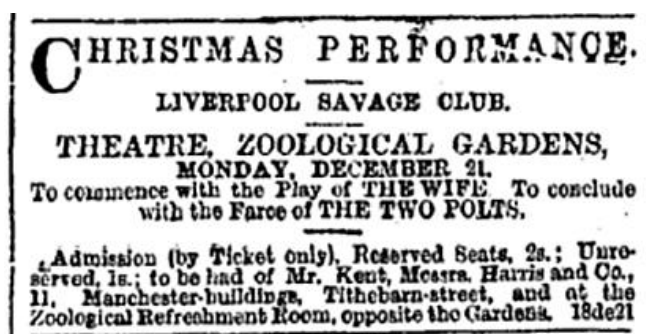 CHRISTMAS PERFORMANCE.
LIVERPOOL SAVAGE CLUB.
THEATRE, ZOOLOGICAL GARDENS,
MONDAY, DECEMBER 21.
To commence with the Play of THE WIFE. To conclude
with the Farce of THE TWO POLTS.
Admission (by Ticket only), Reserved Seats, 2s.; Unre-
served, 1s.; to be had of Mr. Kent, Messrs. Harris and Co.,
11, Manchester-buildings, Tithebarn-street, and at the
Zoological Refreshment Room, opposite the Gardens. 18de21